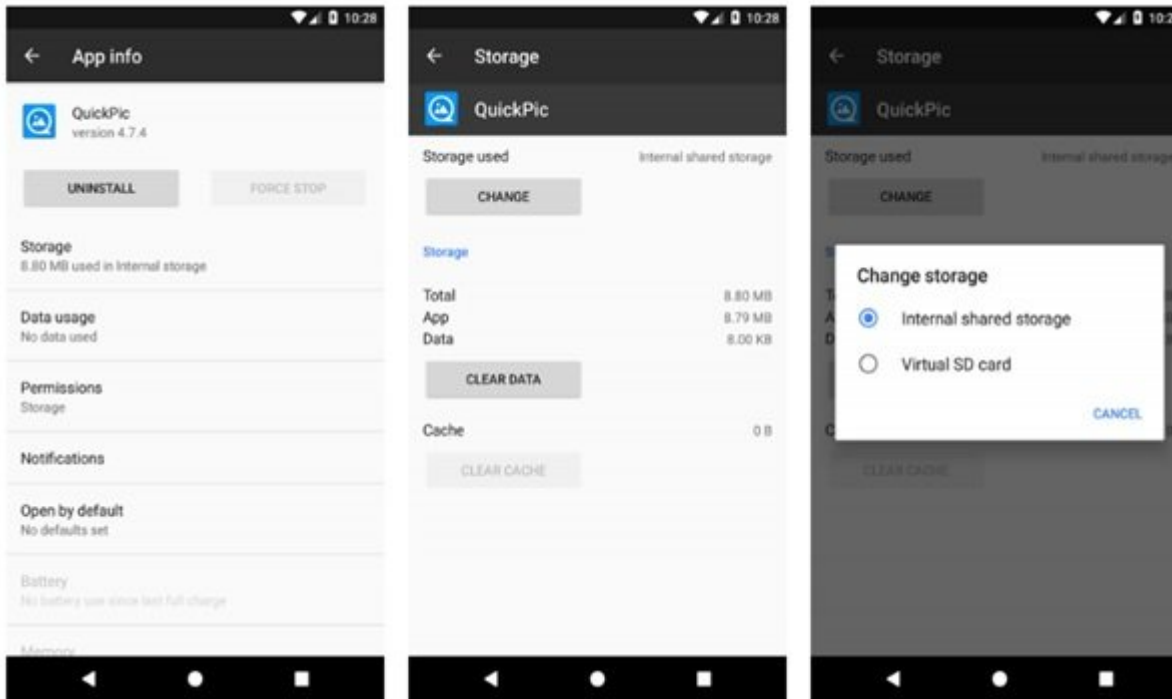 10:28
App info
QuickPic
version 4.7.4
UNINSTALL
FORCE STOP
Storage
8.80 MB used in Internal storage
Data usage
No data used
Permissions
Storage
Notifications
Open by default
No defaults set
Battery
No battery use since last full charge
Memory
10:28
Storage
QuickPic
Storage used
Internal shared storage
CHANGE
Storage
Total
8.80 MB
App
8.79 MB
Data
8.00 KB
CLEAR DATA
Cache
0 B
CLEAR CACHE
10:2
Storage
QuickPic
Storage used
Internal shared storage
CHANGE
Change storage
Internal shared storage
Virtual SD card
CANCEL
CLEAR CACHE